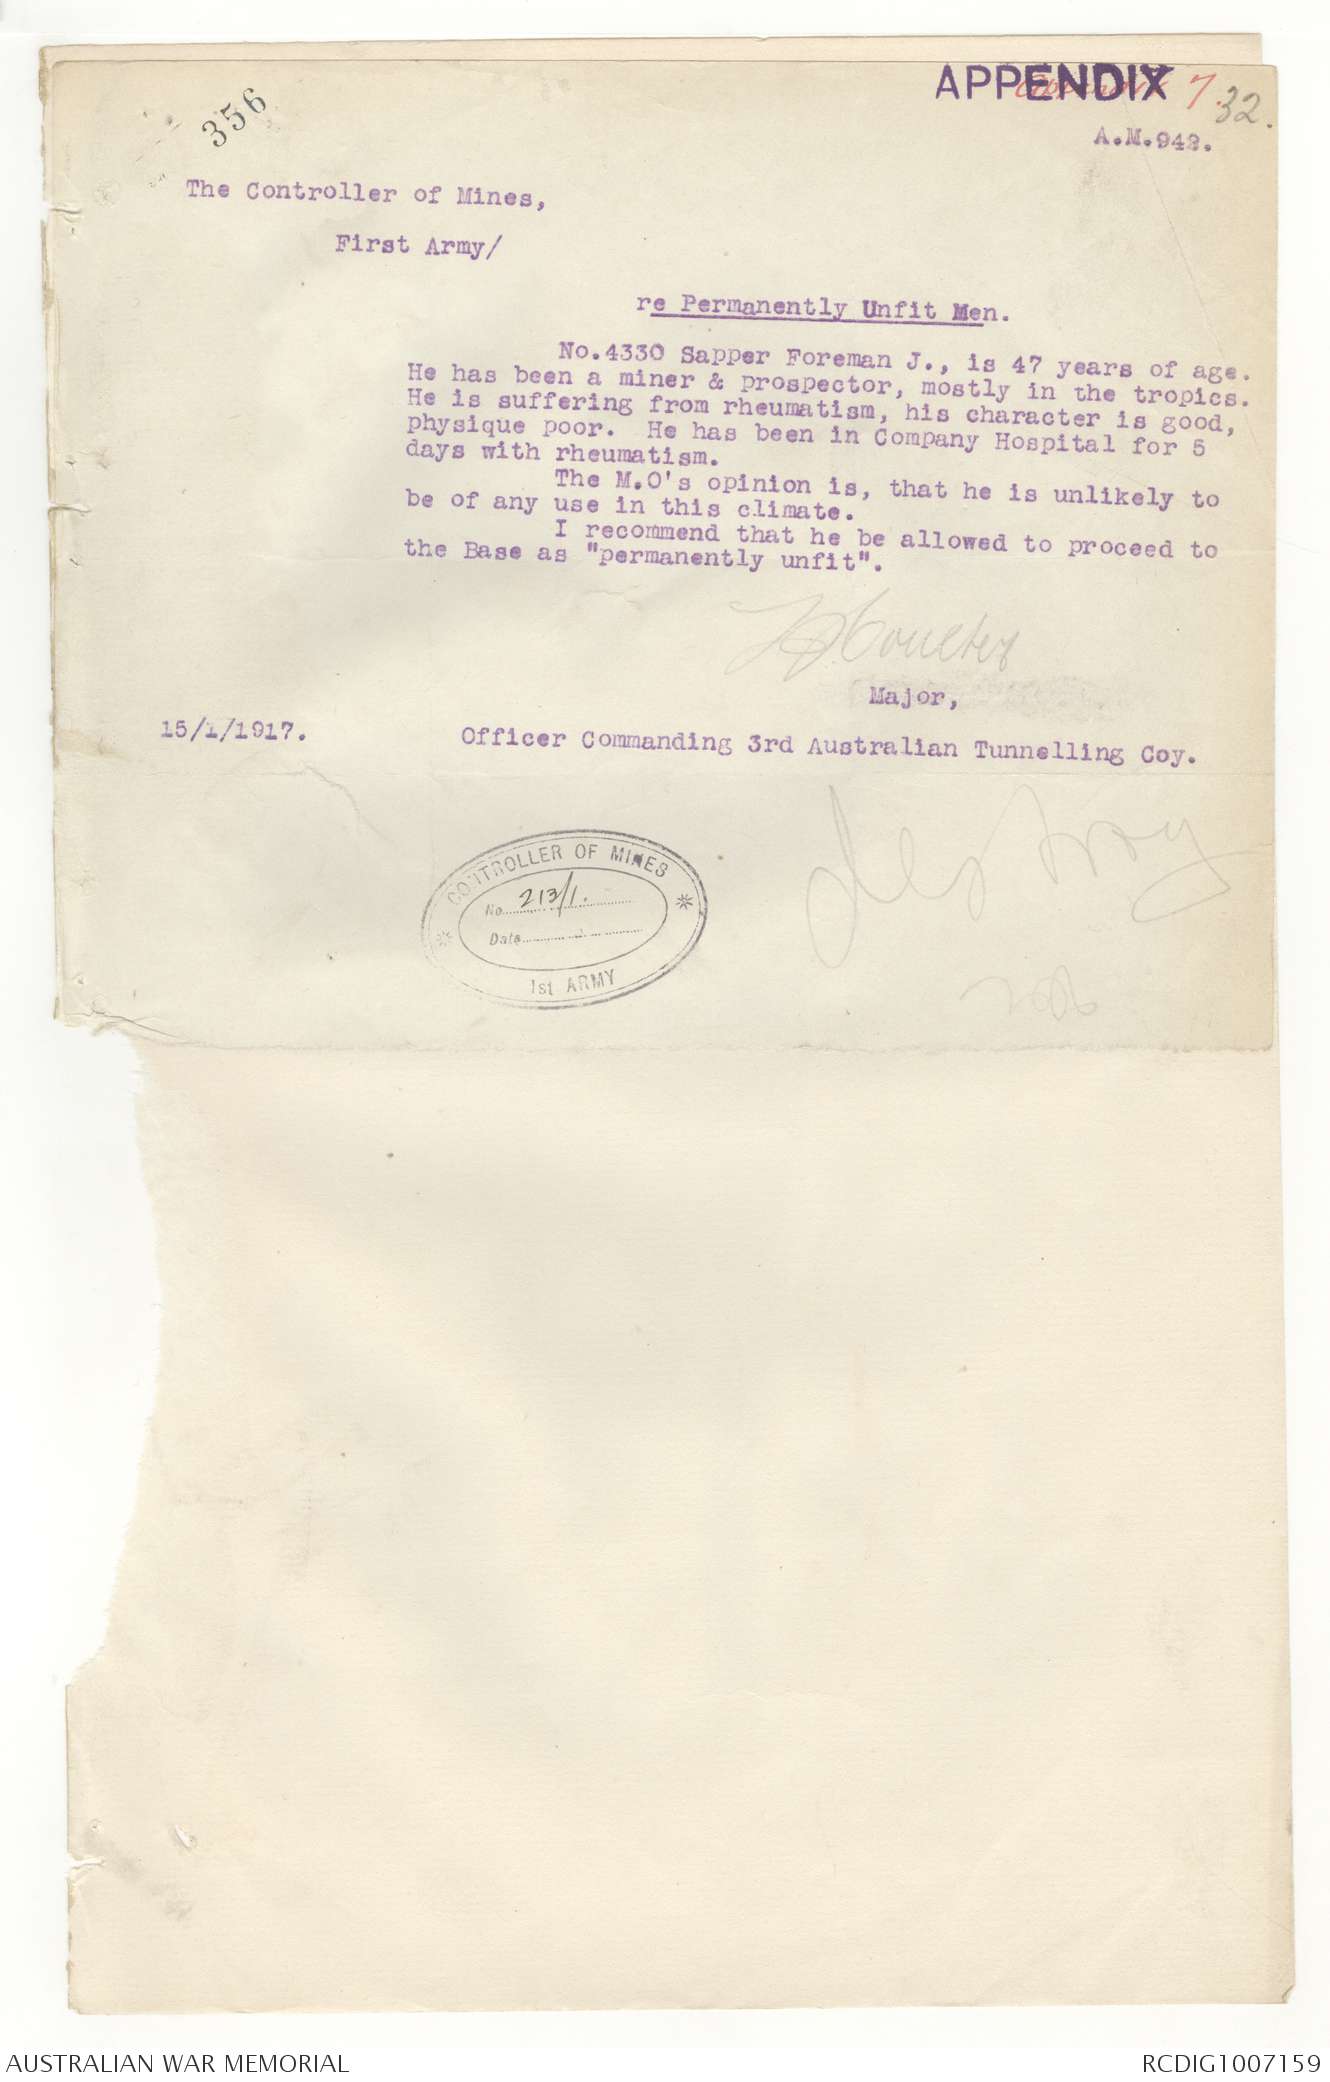 APPENDIX 7. 32.
356
A.M.942.
The Controller of Mines,
First Army/
re Permanently Unfit Men.
No.4330 Sapper Foreman J., is 47 years of age.
He has been a miner & prospector, mostly in the tropics.
He is suffering from rheumatism, his character is good,
physique poor. He has been in Company Hospital for 5
days with rheumatism.
The M.O's opinion is, that he is unlikely to
be of any use in this climate.
I recommend that he be allowed to proceed to
the Base as "permanently unfit".
Coulter
Major,
15/1/1917.
Officer Commanding 3rd Australian Tunnelling Coy.
destroy
CONTROLLER OF MINES
No. 213/1.
Date
1st ARMY
AUSTRALIAN WAR MEMORIAL
RCDIG1007159